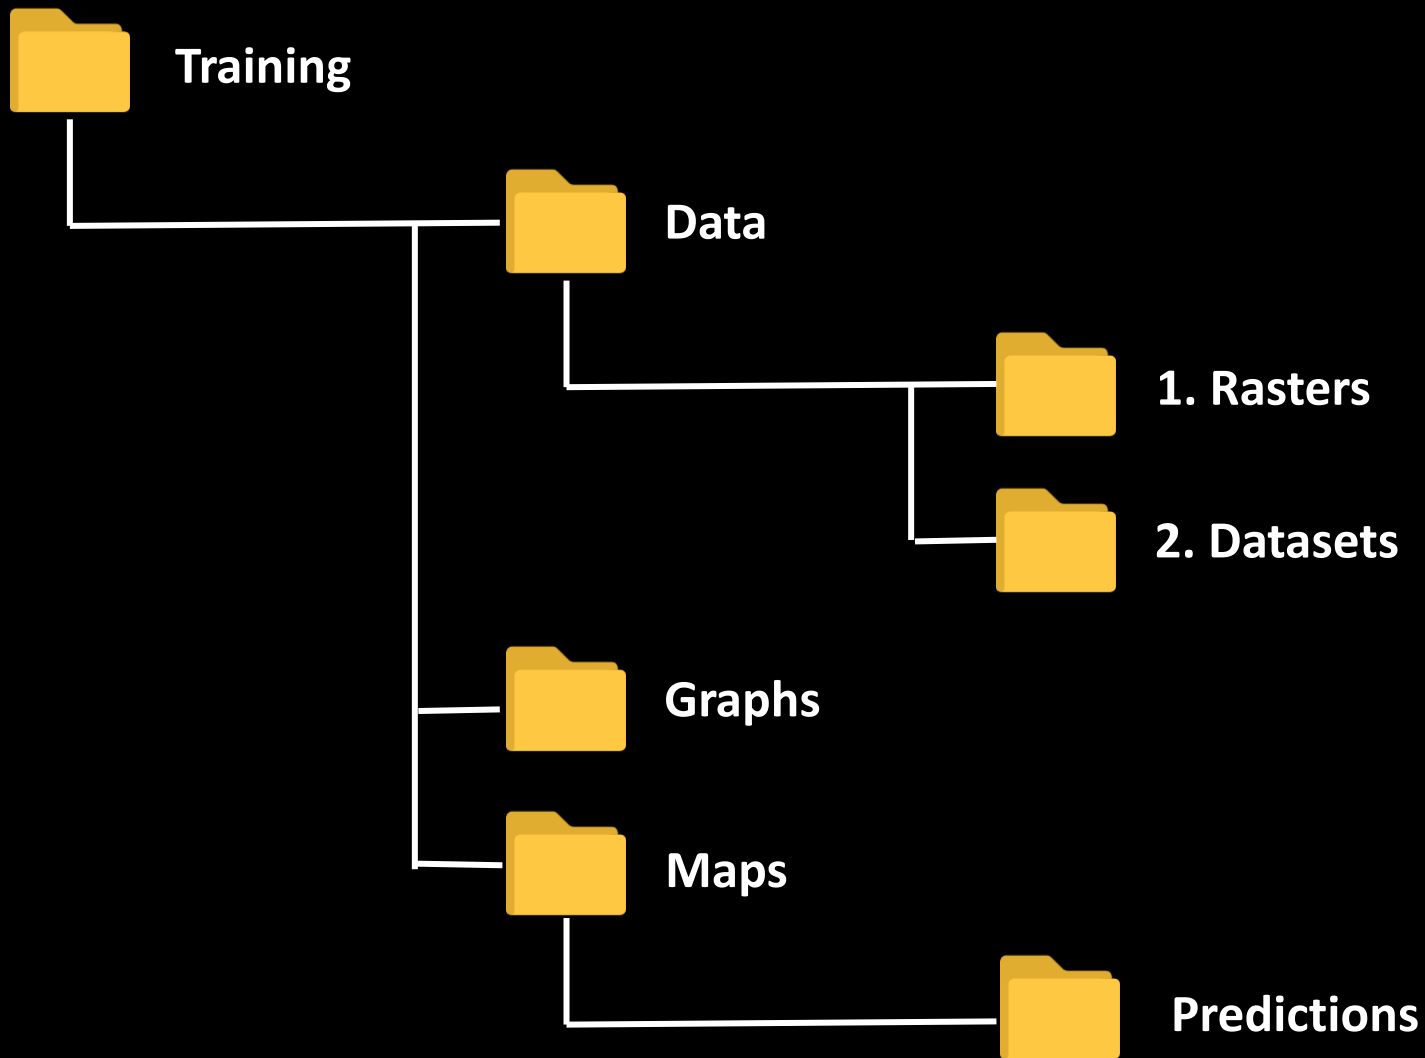 Training
Data
1. Rasters
2. Datasets
Graphs
Maps
Predictions